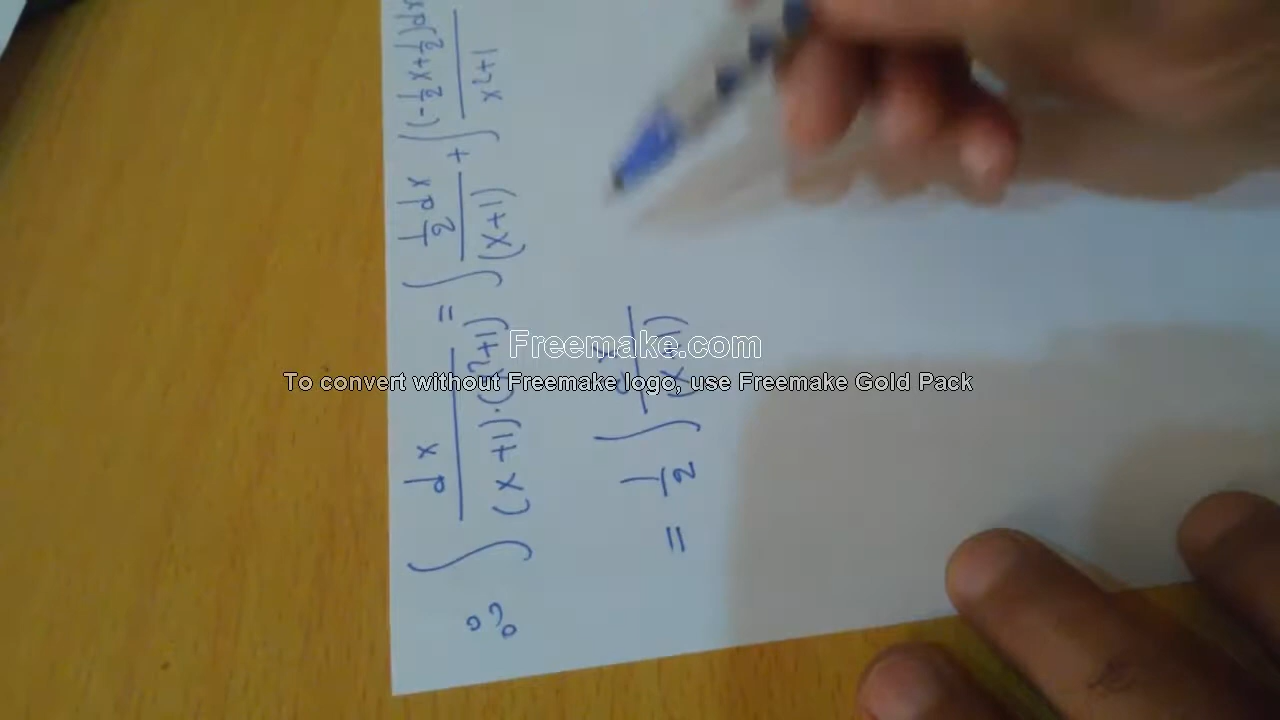 ∴ ∫ dx / (x+1)·(x²+1) = ∫ ½dx / (x+1) + ∫ (-½x+½)dx / x²+1
= ½ ∫ dx / (x+1)
Freemake.com
To convert without Freemake logo, use Freemake Gold Pack